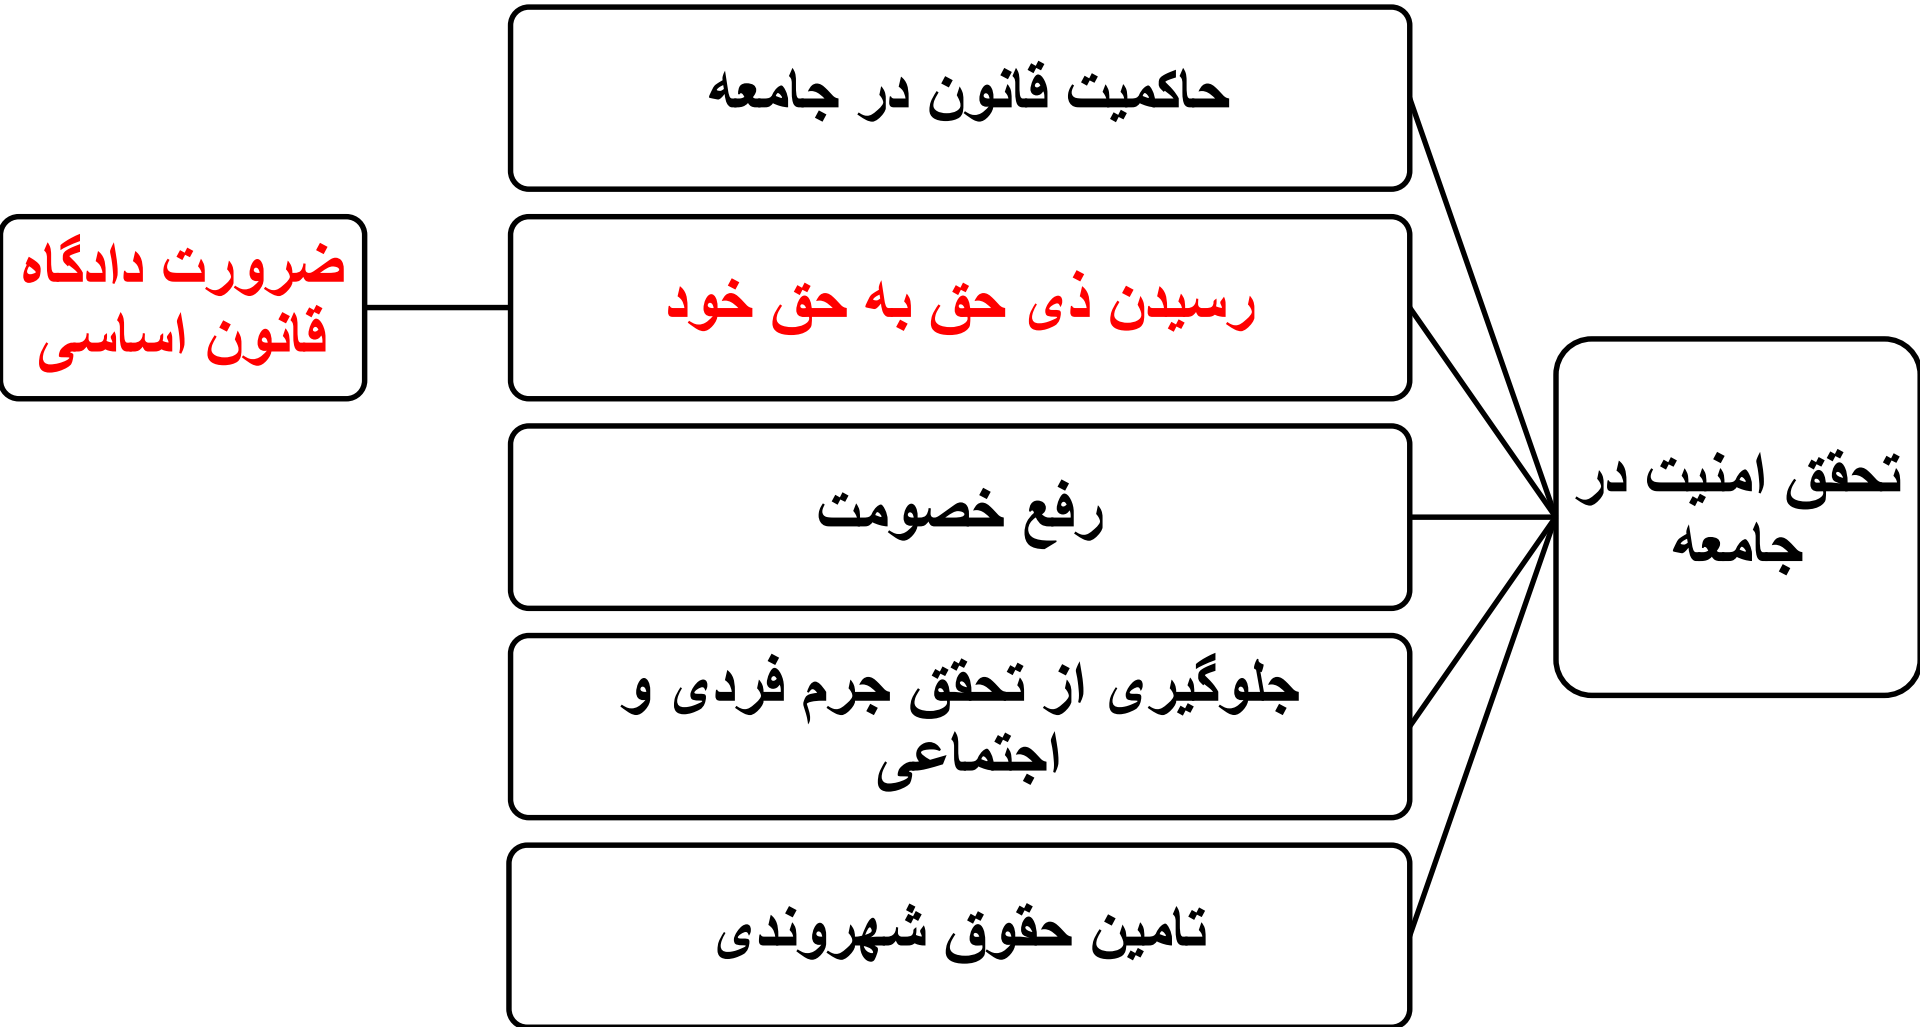 تحقق امنیت در
جامعه
حاکمیت قانون در جامعه
رسیدن ذی حق به حق خود
ضرورت دادگاه
قانون اساسی
رفع خصومت
جلوگیری از تحقق جرم فردی و
اجتماعی
تامین حقوق شهروندی